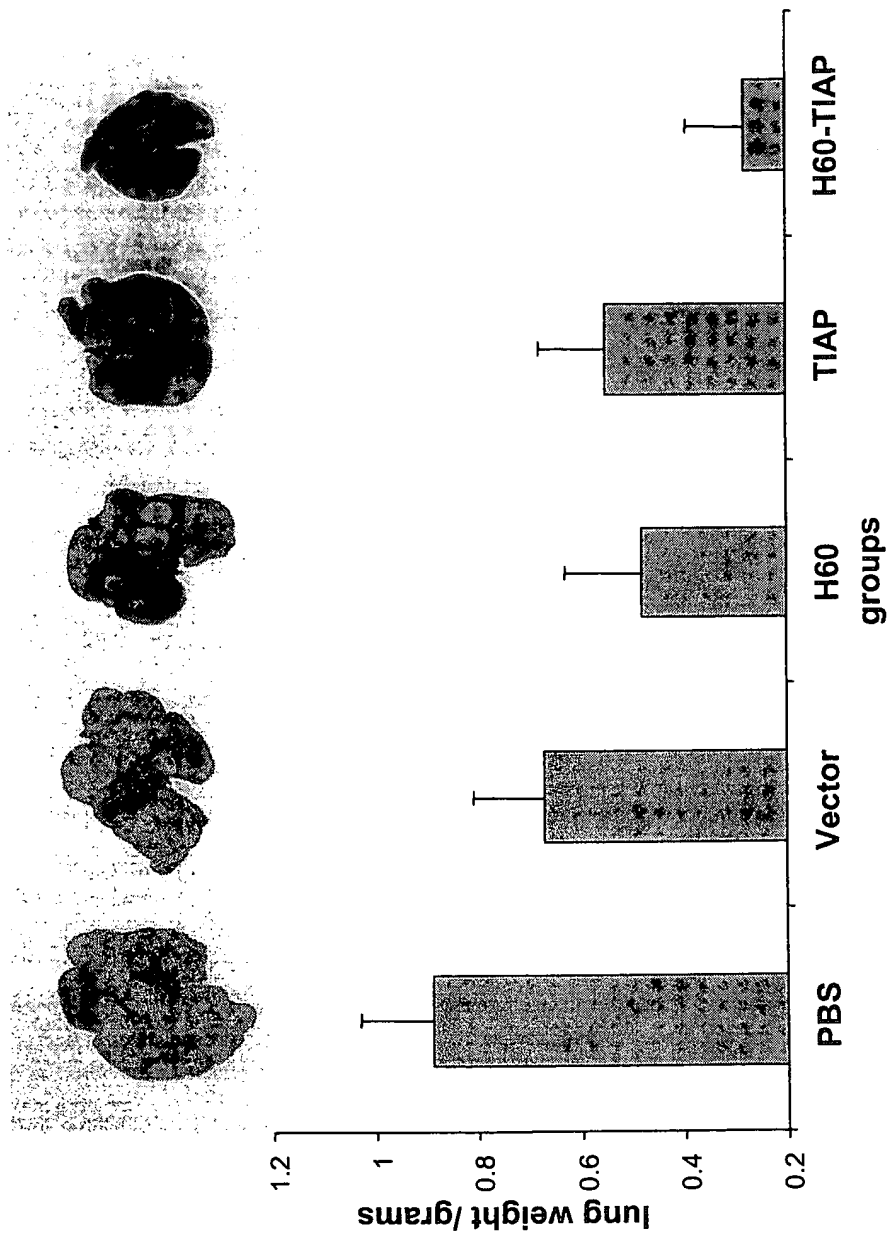 lung weight /grams
1.2
1
0.8
0.6
0.4
0.2
PBS
Vector
H60
TIAP
H60-TIAP
groups